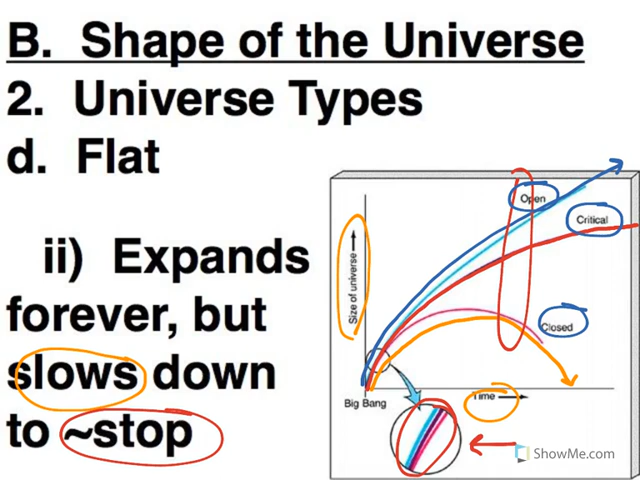 B. Shape of the Universe
2. Universe Types
d. Flat
ii) Expands
forever, but
slows down
to ~stop
Open
Critical
Size of universe
Closed
Time
Big Bang
ShowMe.com